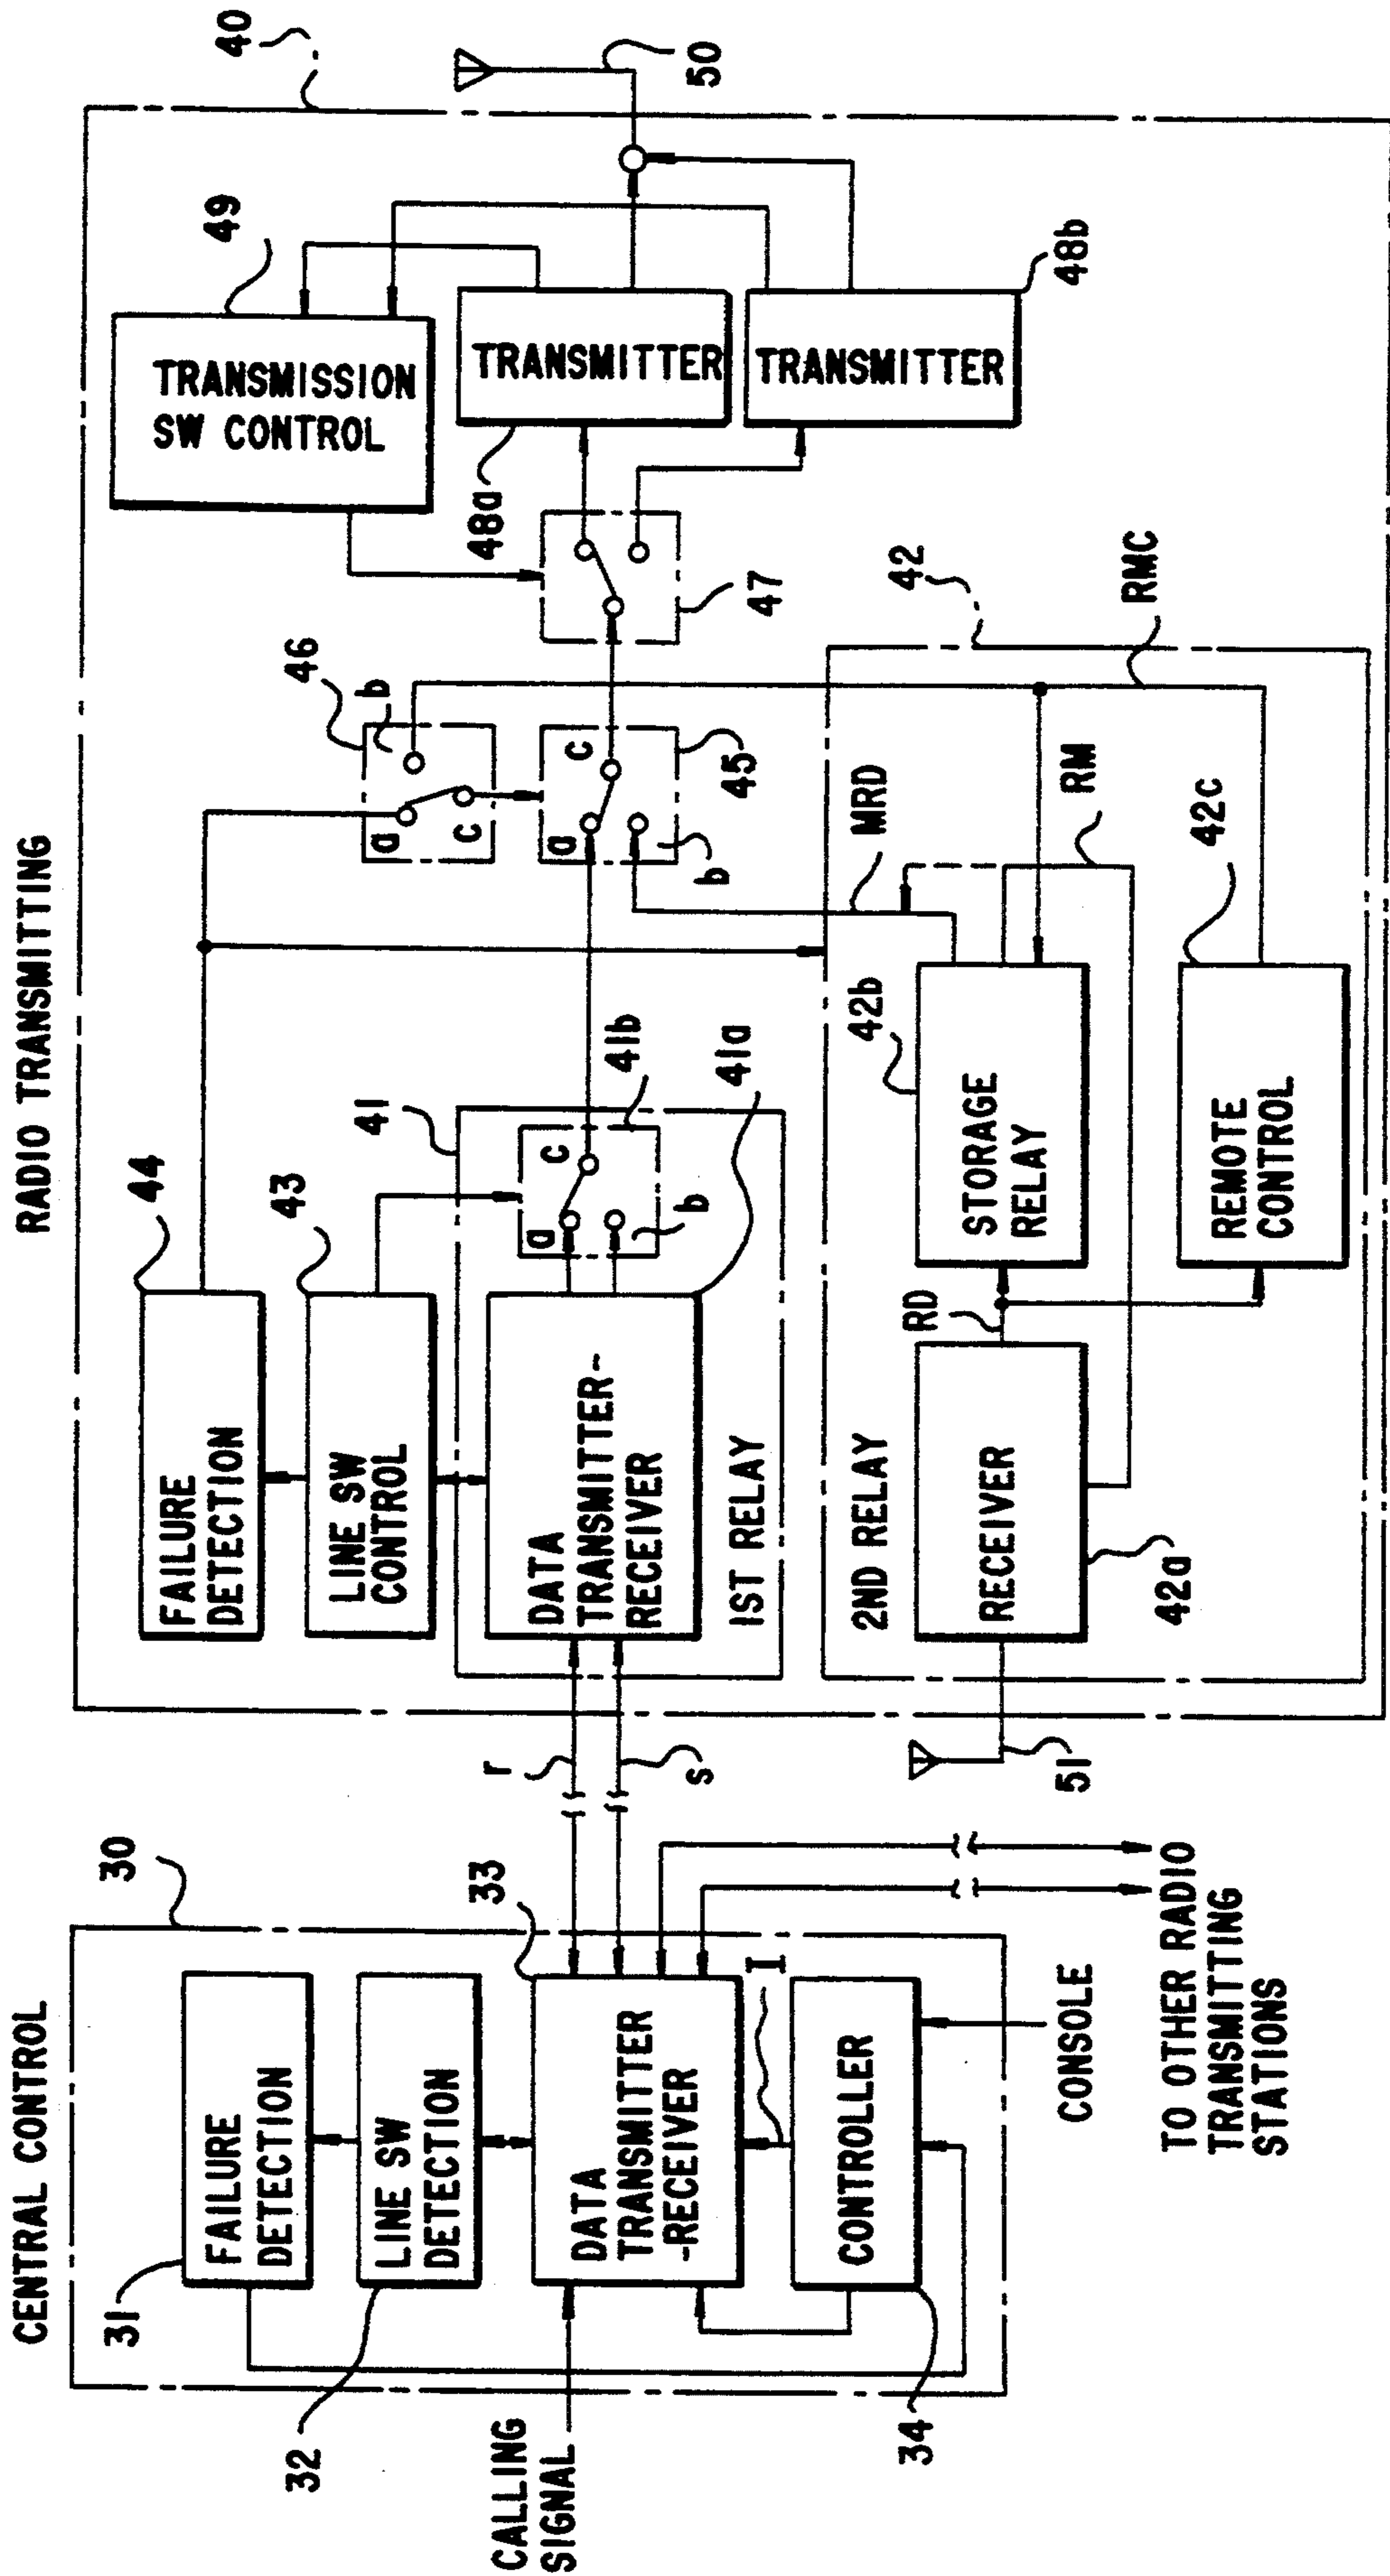 CENTRAL CONTROL
30
31
FAILURE
DETECTION
32
LINE SW
DETECTION
33
CALLING
SIGNAL
DATA
TRANSMITTER
-RECEIVER
I
CONTROLLER
34
CONSOLE
TO OTHER RADIO
TRANSMITTING
STATIONS
r
s
RADIO TRANSMITTING
40
44
FAILURE
DETECTION
43
LINE SW
CONTROL
41
DATA
TRANSMITTER-
RECEIVER
a
b
c
41b
41a
1ST RELAY
46
a
b
c
a
b
c
45
49
TRANSMISSION
SW CONTROL
47
48a
TRANSMITTER
TRANSMITTER
48b
50
42
2ND RELAY
51
RECEIVER
42a
RD
42b
STORAGE
RELAY
MRD
RM
RMC
42c
REMOTE
CONTROL